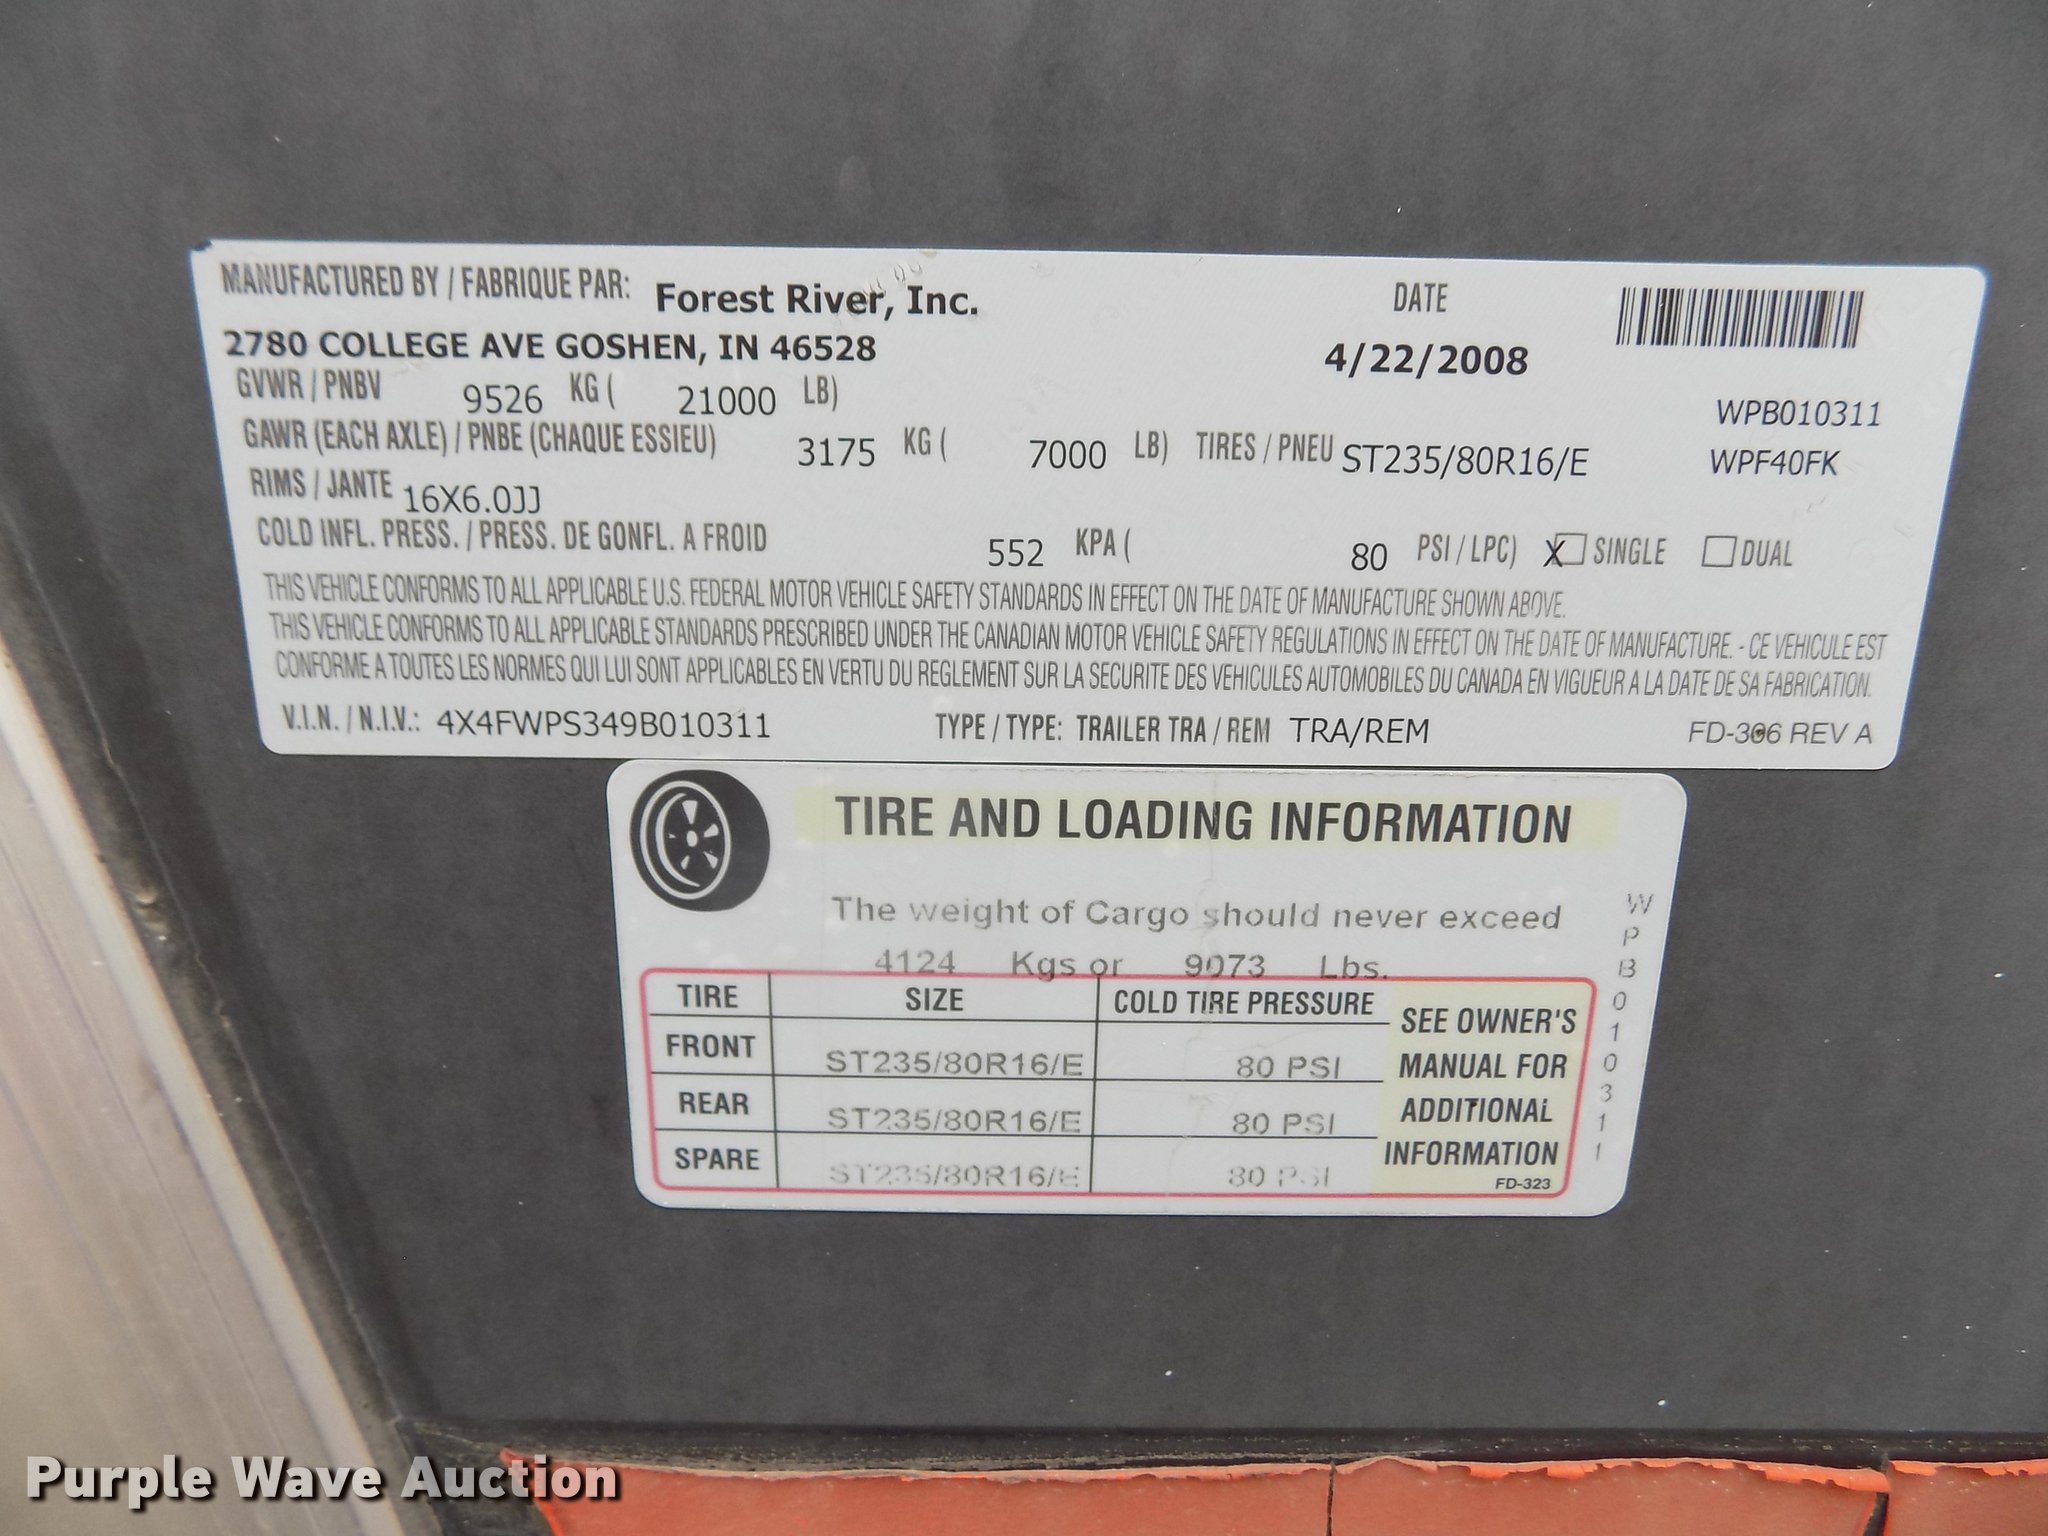 MANUFACTURED BY / FABRIQUE PAR: Forest River, Inc. DATE
2780 COLLEGE AVE GOSHEN, IN 46528 4/22/2008
GVWR / PNBV 9526 KG ( 21000 LB) WPB010311
GAWR (EACH AXLE) / PNBE (CHAQUE ESSIEU) 3175 KG ( 7000 LB) TIRES / PNEU ST235/80R16/E WPF40FK
RIMS / JANTE 16X6.0JJ
COLD INFL. PRESS. / PRESS. DE GONFL. A FROID 552 KPA ( 80 PSI / LPC) X SINGLE DUAL
THIS VEHICLE CONFORMS TO ALL APPLICABLE U.S. FEDERAL MOTOR VEHICLE SAFETY STANDARDS IN EFFECT ON THE DATE OF MANUFACTURE SHOWN ABOVE.
THIS VEHICLE CONFORMS TO ALL APPLICABLE STANDARDS PRESCRIBED UNDER THE CANADIAN MOTOR VEHICLE SAFETY REGULATIONS IN EFFECT ON THE DATE OF MANUFACTURE. - CE VEHICULE EST
CONFORME A TOUTES LES NORMES QUI LUI SONT APPLICABLES EN VERTU DU REGLEMENT SUR LA SECURITE DES VEHICULES AUTOMOBILES DU CANADA EN VIGUEUR A LA DATE DE SA FABRICATION.
V.I.N. / N.I.V.: 4X4FWPS349B010311 TYPE / TYPE: TRAILER TRA / REM TRA/REM FD-306 REV A
TIRE AND LOADING INFORMATION
The weight of Cargo should never exceed
4124 Kgs or 9073 Lbs.
TIRE SIZE COLD TIRE PRESSURE
FRONT ST235/80R16/E 80 PSI
REAR ST235/80R16/E 80 PSI
SPARE ST235/80R16/E 80 PSI
SEE OWNER'S
MANUAL FOR
ADDITIONAL
INFORMATION
FD-323
WPB010311
Purple Wave Auction